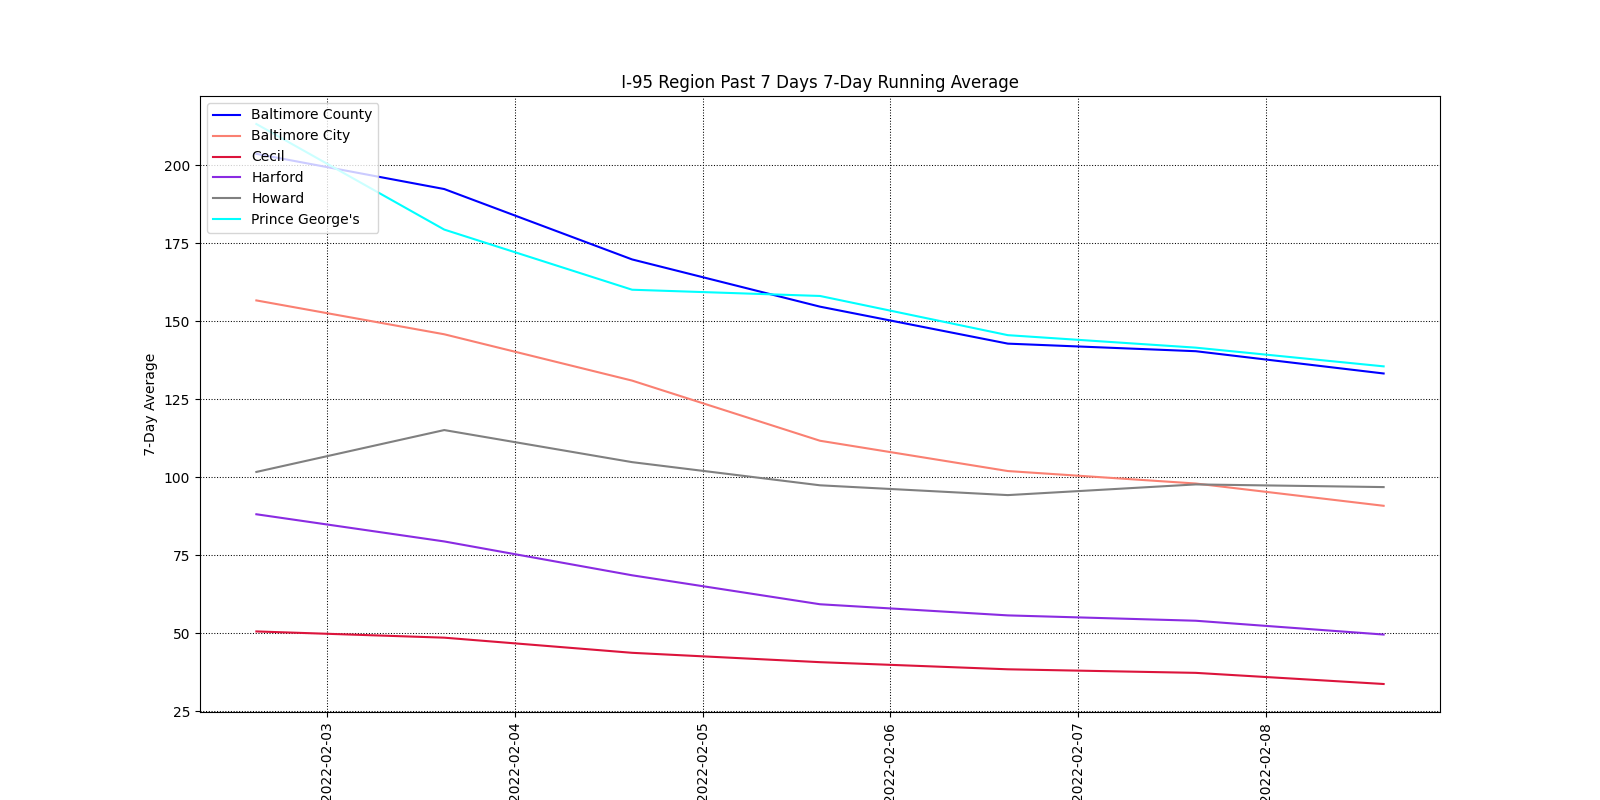 I-95 Region Past 7 Days 7-Day Running Average
Baltimore County
Baltimore City
Cecil
Harford
Howard
Prince George's
200
175
150
125
100
75
50
25
7-Day Average
2022-02-03
2022-02-04
2022-02-05
2022-02-06
2022-02-07
2022-02-08